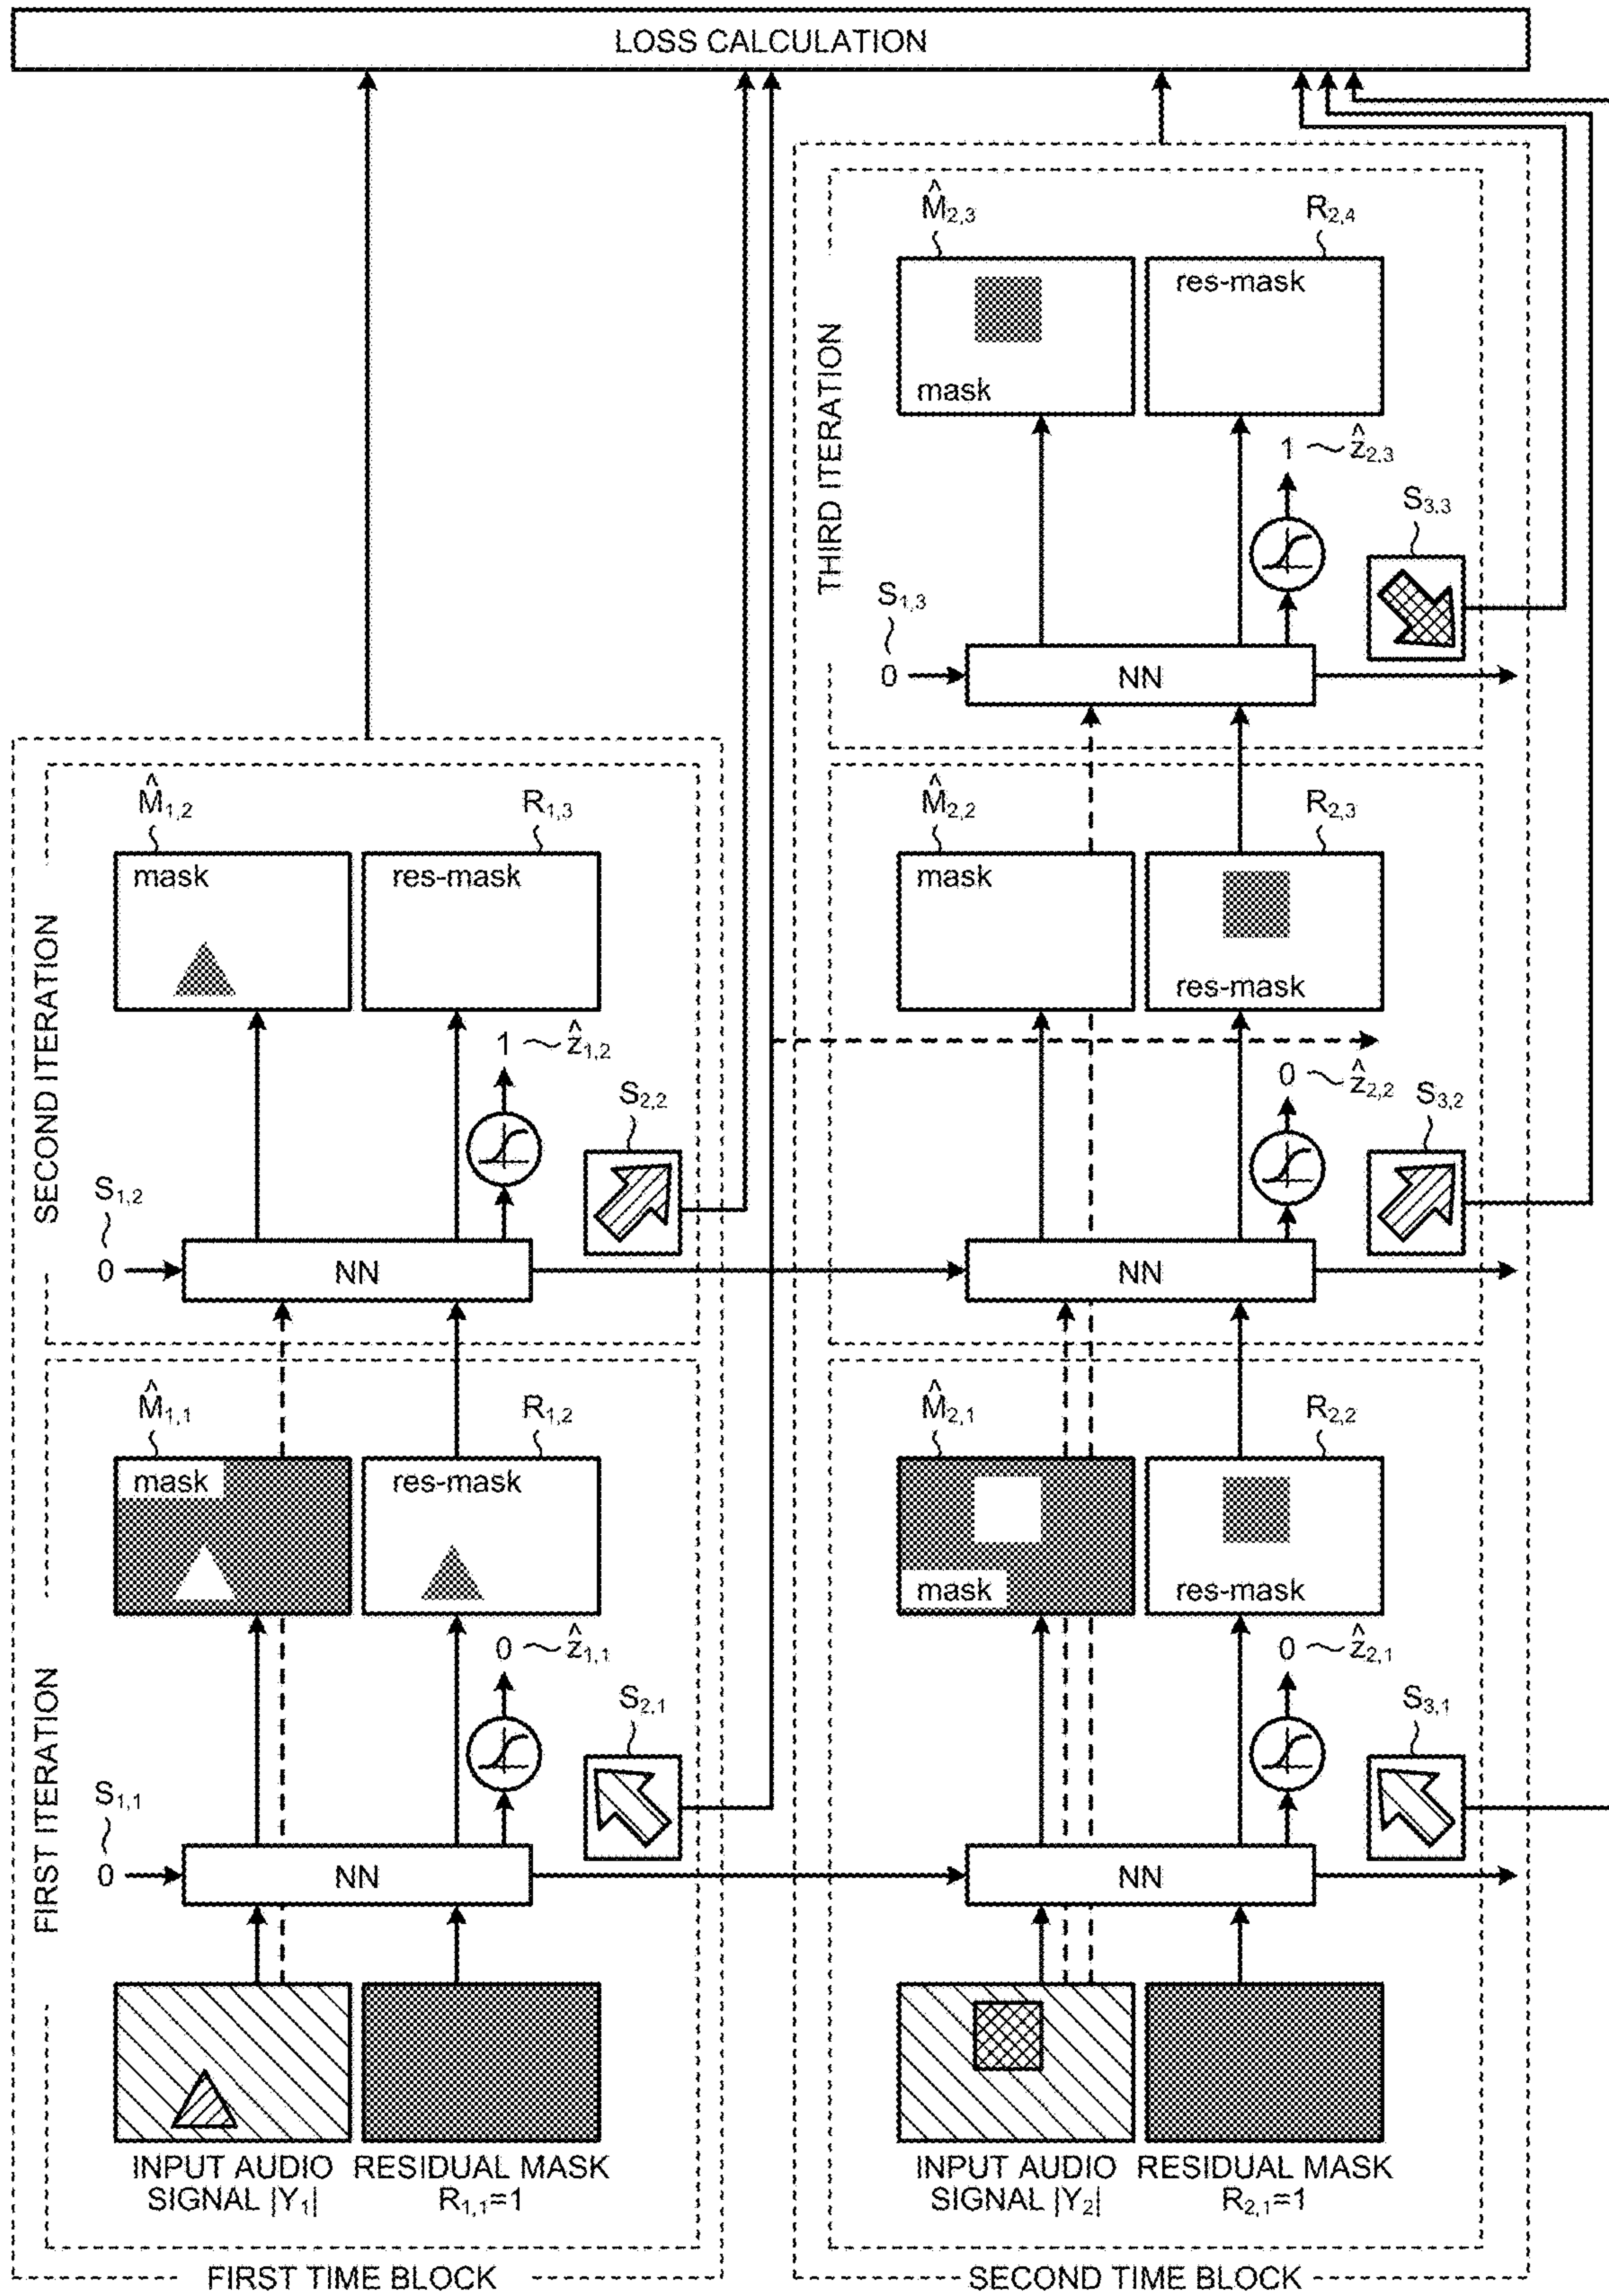 LOSS CALCULATION
M̂2,3
R2,4
res-mask
mask
THIRD ITERATION
1 ẑ2,3
S3,3
S1,3
0
NN
M̂1,2
R1,3
mask
res-mask
M̂2,2
R2,3
mask
res-mask
SECOND ITERATION
1 ẑ1,2
0 ẑ2,2
S2,2
S3,2
S1,2
0
NN
NN
M̂1,1
R1,2
mask
res-mask
M̂2,1
R2,2
mask
res-mask
FIRST ITERATION
0 ẑ1,1
0 ẑ2,1
S2,1
S3,1
S1,1
0
NN
NN
INPUT AUDIO
SIGNAL |Y1|
RESIDUAL MASK
R1,1=1
INPUT AUDIO
SIGNAL |Y2|
RESIDUAL MASK
R2,1=1
FIRST TIME BLOCK
SECOND TIME BLOCK